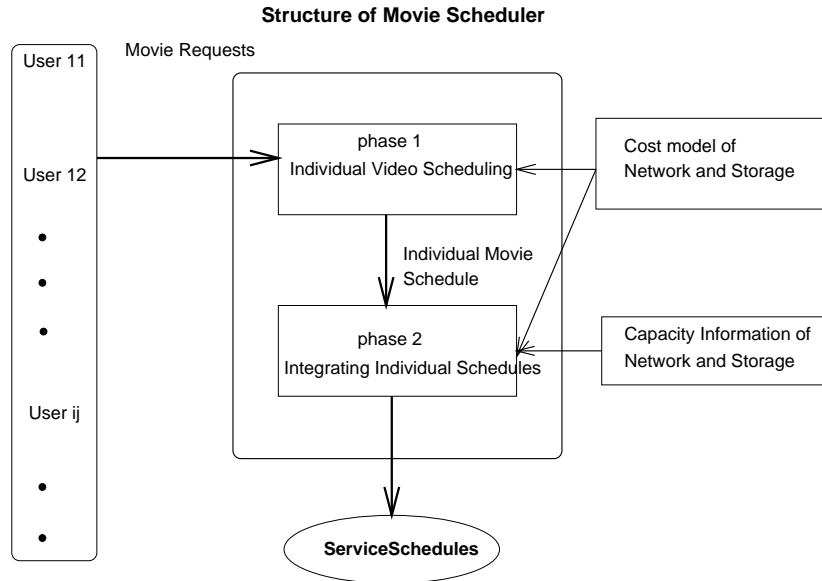 Structure of Movie Scheduler
Movie Requests
User 11
User 12
User ij
phase 1
Individual Video Scheduling
Individual Movie
Schedule
phase 2
Integrating Individual Schedules
ServiceSchedules
Cost model of
Network and Storage
Capacity Information of
Network and Storage